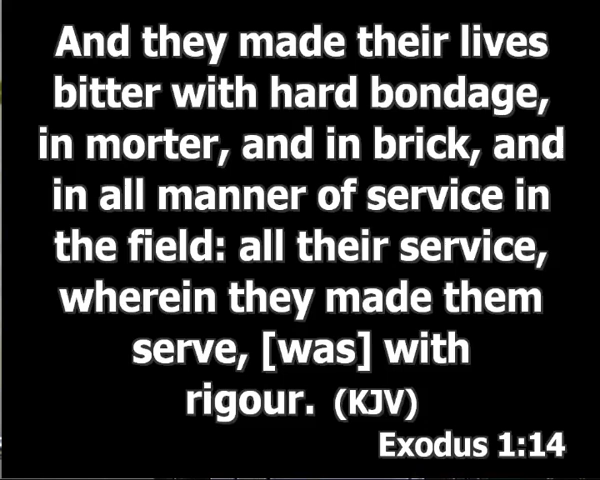 And they made their lives
bitter with hard bondage,
in morter, and in brick, and
in all manner of service in
the field: all their service,
wherein they made them
serve, [was] with
rigour. (KJV)
Exodus 1:14